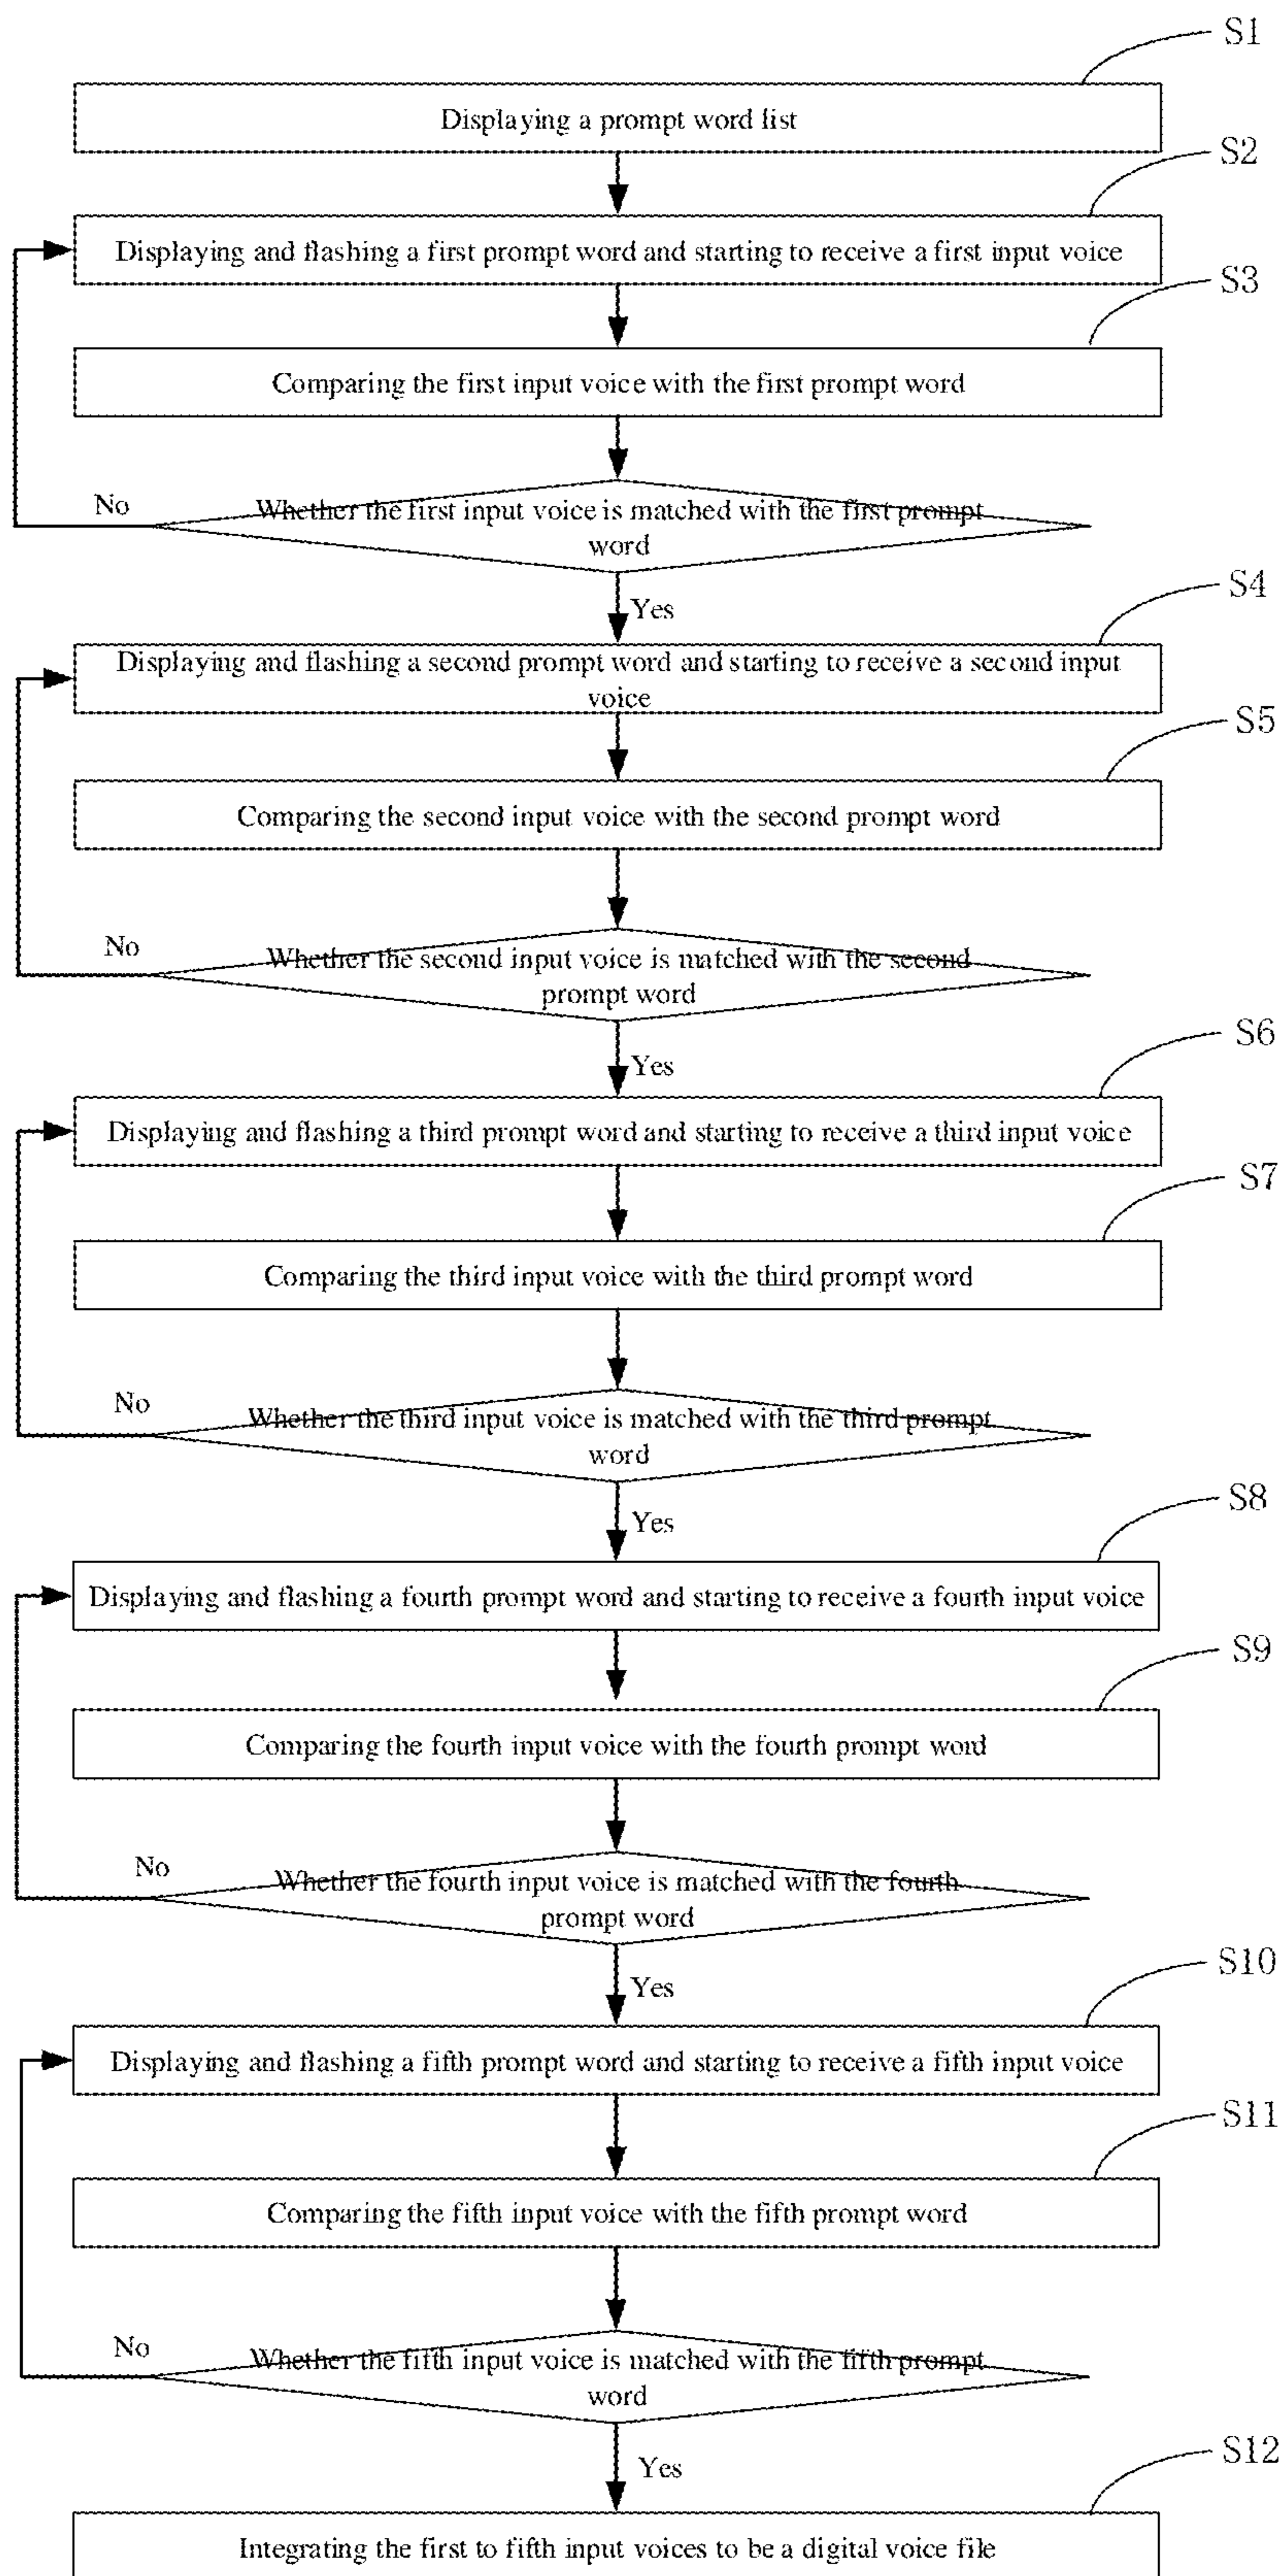 S1
Displaying a prompt word list
S2
Displaying and flashing a first prompt word and starting to receive a first input voice
S3
Comparing the first input voice with the first prompt word
No
Whether the first input voice is matched with the first prompt
word
Yes
S4
Displaying and flashing a second prompt word and starting to receive a second input
voice
S5
Comparing the second input voice with the second prompt word
No
Whether the second input voice is matched with the second
prompt word
Yes
S6
Displaying and flashing a third prompt word and starting to receive a third input voice
S7
Comparing the third input voice with the third prompt word
No
Whether the third input voice is matched with the third prompt
word
Yes
S8
Displaying and flashing a fourth prompt word and starting to receive a fourth input voice
S9
Comparing the fourth input voice with the fourth prompt word
No
Whether the fourth input voice is matched with the fourth
prompt word
Yes
S10
Displaying and flashing a fifth prompt word and starting to receive a fifth input voice
S11
Comparing the fifth input voice with the fifth prompt word
No
Whether the fifth input voice is matched with the fifth prompt
word
Yes
S12
Integrating the first to fifth input voices to be a digital voice file